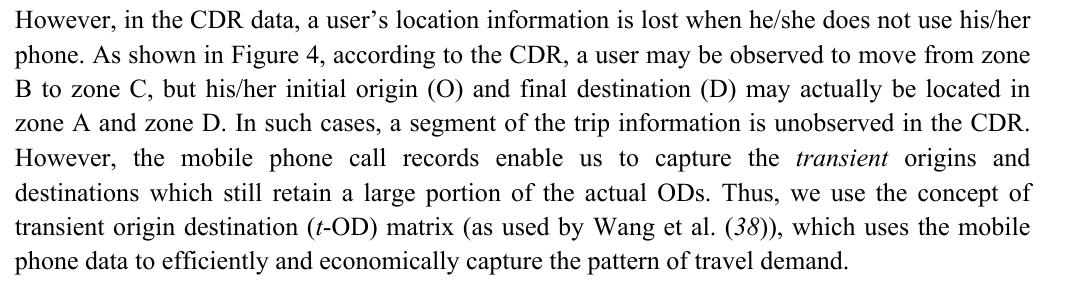 However, in the CDR data, a user’s location information is lost when he/she does not use his/her
phone. As shown in Figure 4, according to the CDR, a user may be observed to move from zone
B to zone C, but his/her initial origin (O) and final destination (D) may actually be located in
zone A and zone D. In such cases, a segment of the trip information is unobserved in the CDR.
However, the mobile phone call records enable us to capture the transient origins and
destinations which still retain a large portion of the actual ODs. Thus, we use the concept of
transient origin destination (t-OD) matrix (as used by Wang et al. (38)), which uses the mobile
phone data to efficiently and economically capture the pattern of travel demand.